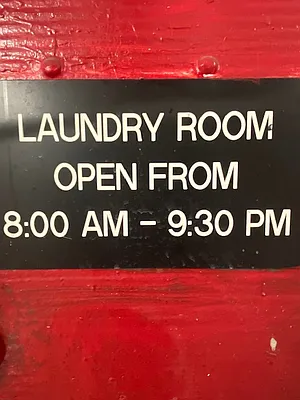 LAUNDRY ROOM
OPEN FROM
8:00 AM – 9:30 PM